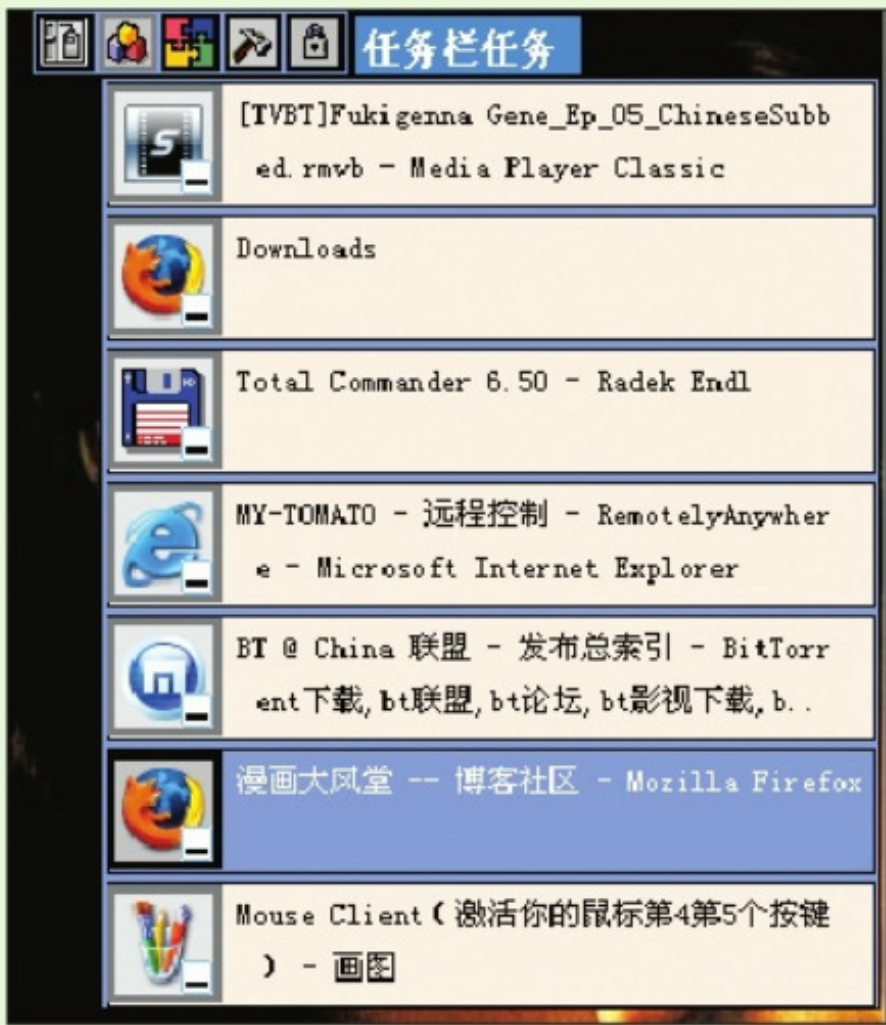 任务栏任务
[TVBT]Fukigenna Gene_Ep_05_ChineseSubb
ed.rmvb - Media Player Classic
Downloads
Total Commander 6.50 - Radek Endl
MY-TOMATO - 远程控制 - RemotelyAnywher
e - Microsoft Internet Explorer
BT @ China 联盟 - 发布总索引 - BitTorr
ent下载,bt联盟,bt论坛,bt影视下载,b..
漫画大风堂 -- 博客社区 - Mozilla Firefox
Mouse Client(激活你的鼠标第4第5个按键
) - 画图